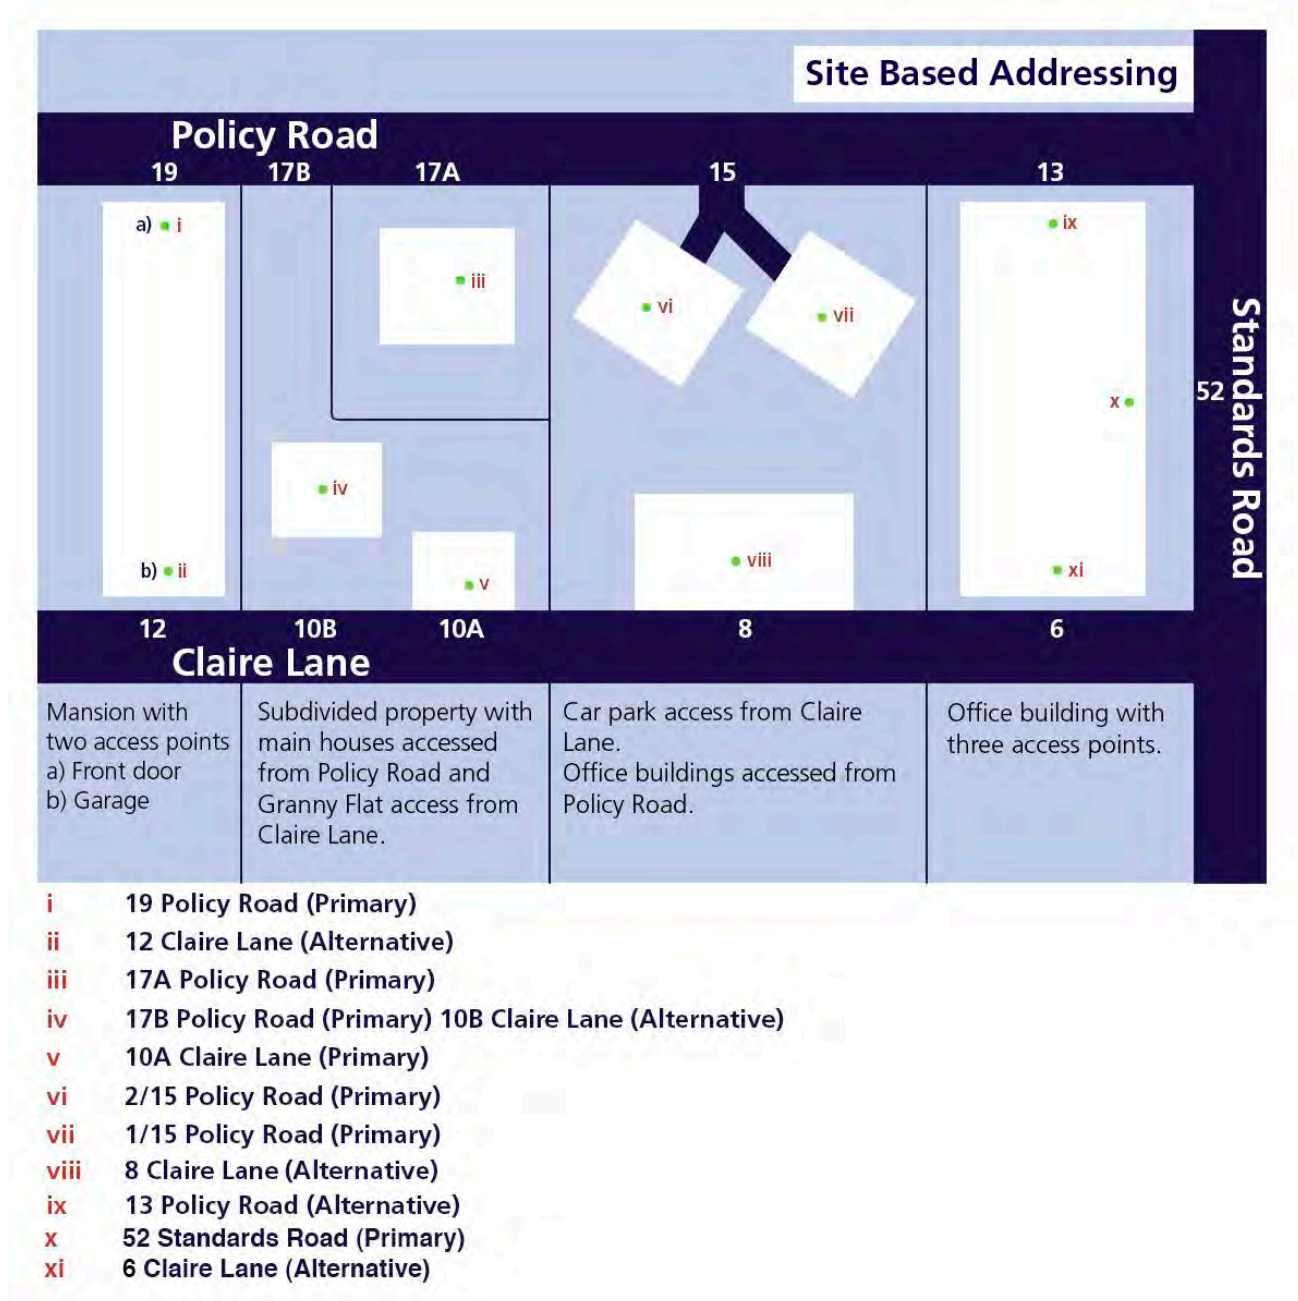 Site Based Addressing
Policy Road
19 17B 17A 15 13
a) i
iii
vi
vii
ix
x
52
Standards Road
iv
v
viii
b) ii
xi
12 10B 10A 8 6
Claire Lane
Mansion with
two access points
a) Front door
b) Garage
Subdivided property with
main houses accessed
from Policy Road and
Granny Flat access from
Claire Lane.
Car park access from Claire
Lane.
Office buildings accessed from
Policy Road.
Office building with
three access points.
i 19 Policy Road (Primary)
ii 12 Claire Lane (Alternative)
iii 17A Policy Road (Primary)
iv 17B Policy Road (Primary) 10B Claire Lane (Alternative)
v 10A Claire Lane (Primary)
vi 2/15 Policy Road (Primary)
vii 1/15 Policy Road (Primary)
viii 8 Claire Lane (Alternative)
ix 13 Policy Road (Alternative)
x 52 Standards Road (Primary)
xi 6 Claire Lane (Alternative)